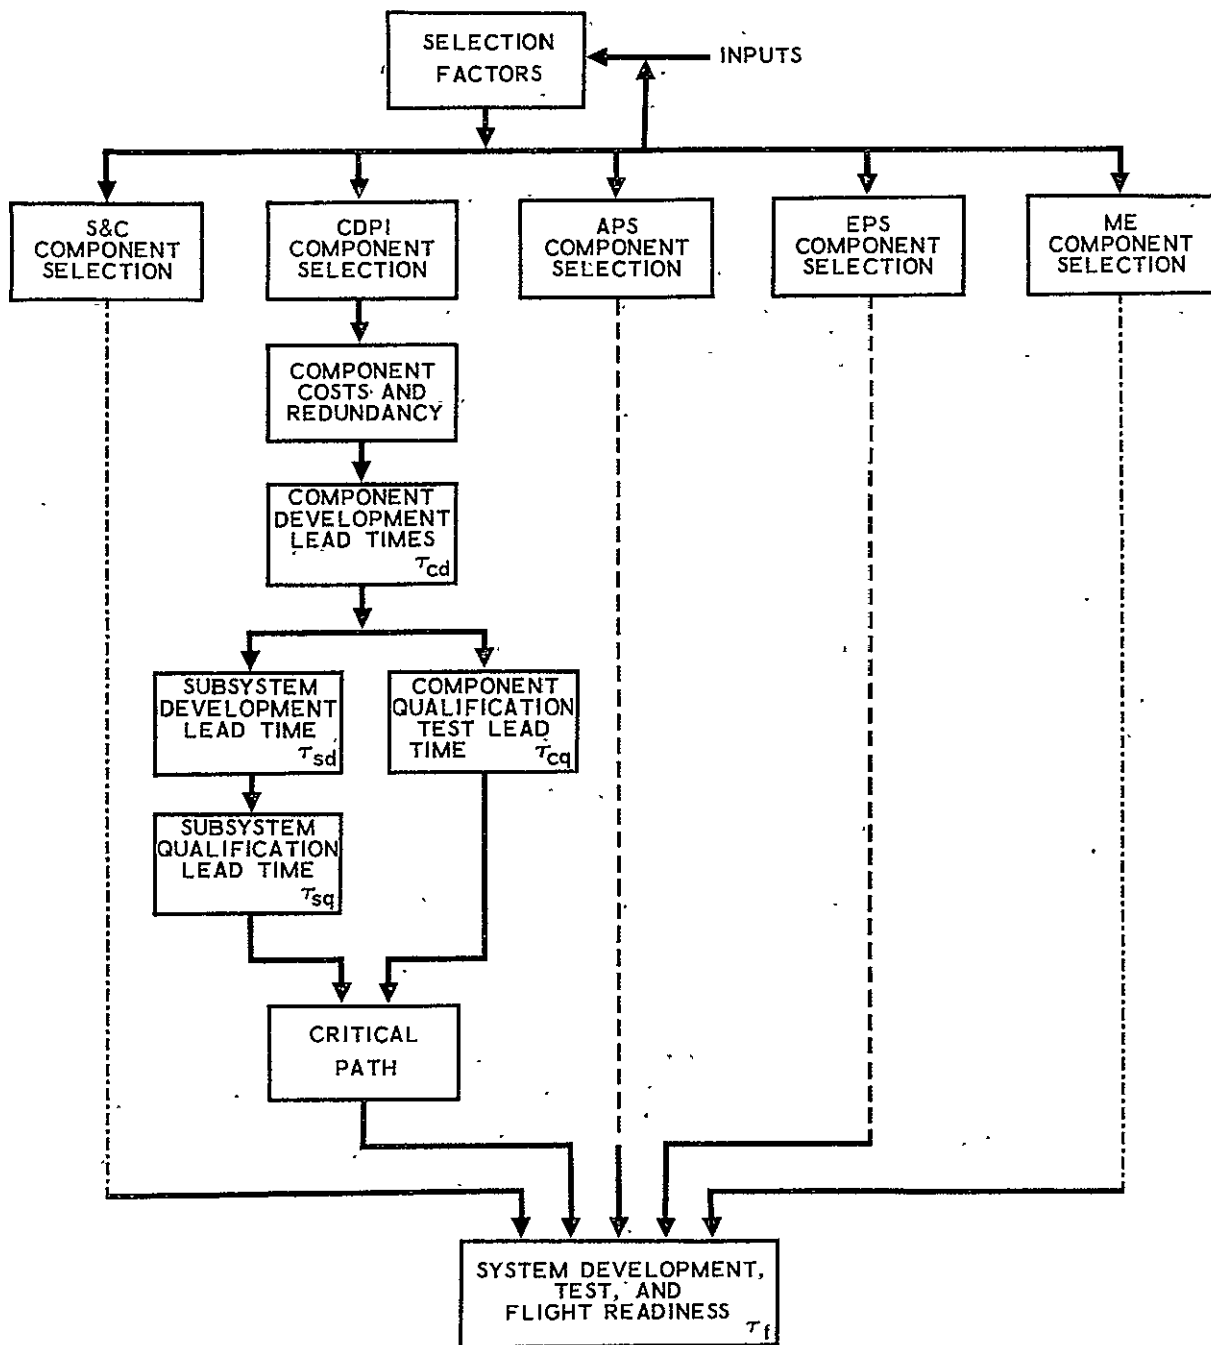 SELECTION
FACTORS
INPUTS
S&C
COMPONENT
SELECTION
CDPI
COMPONENT
SELECTION
APS
COMPONENT
SELECTION
EPS
COMPONENT
SELECTION
ME
COMPONENT
SELECTION
COMPONENT
COSTS AND
REDUNDANCY
COMPONENT
DEVELOPMENT
LEAD TIMES
τcd
SUBSYSTEM
DEVELOPMENT
LEAD TIME
τsd
COMPONENT
QUALIFICATION
TEST LEAD
TIME τcq
SUBSYSTEM
QUALIFICATION
LEAD TIME
τsq
CRITICAL
PATH
SYSTEM DEVELOPMENT,
TEST, AND
FLIGHT READINESS
τf